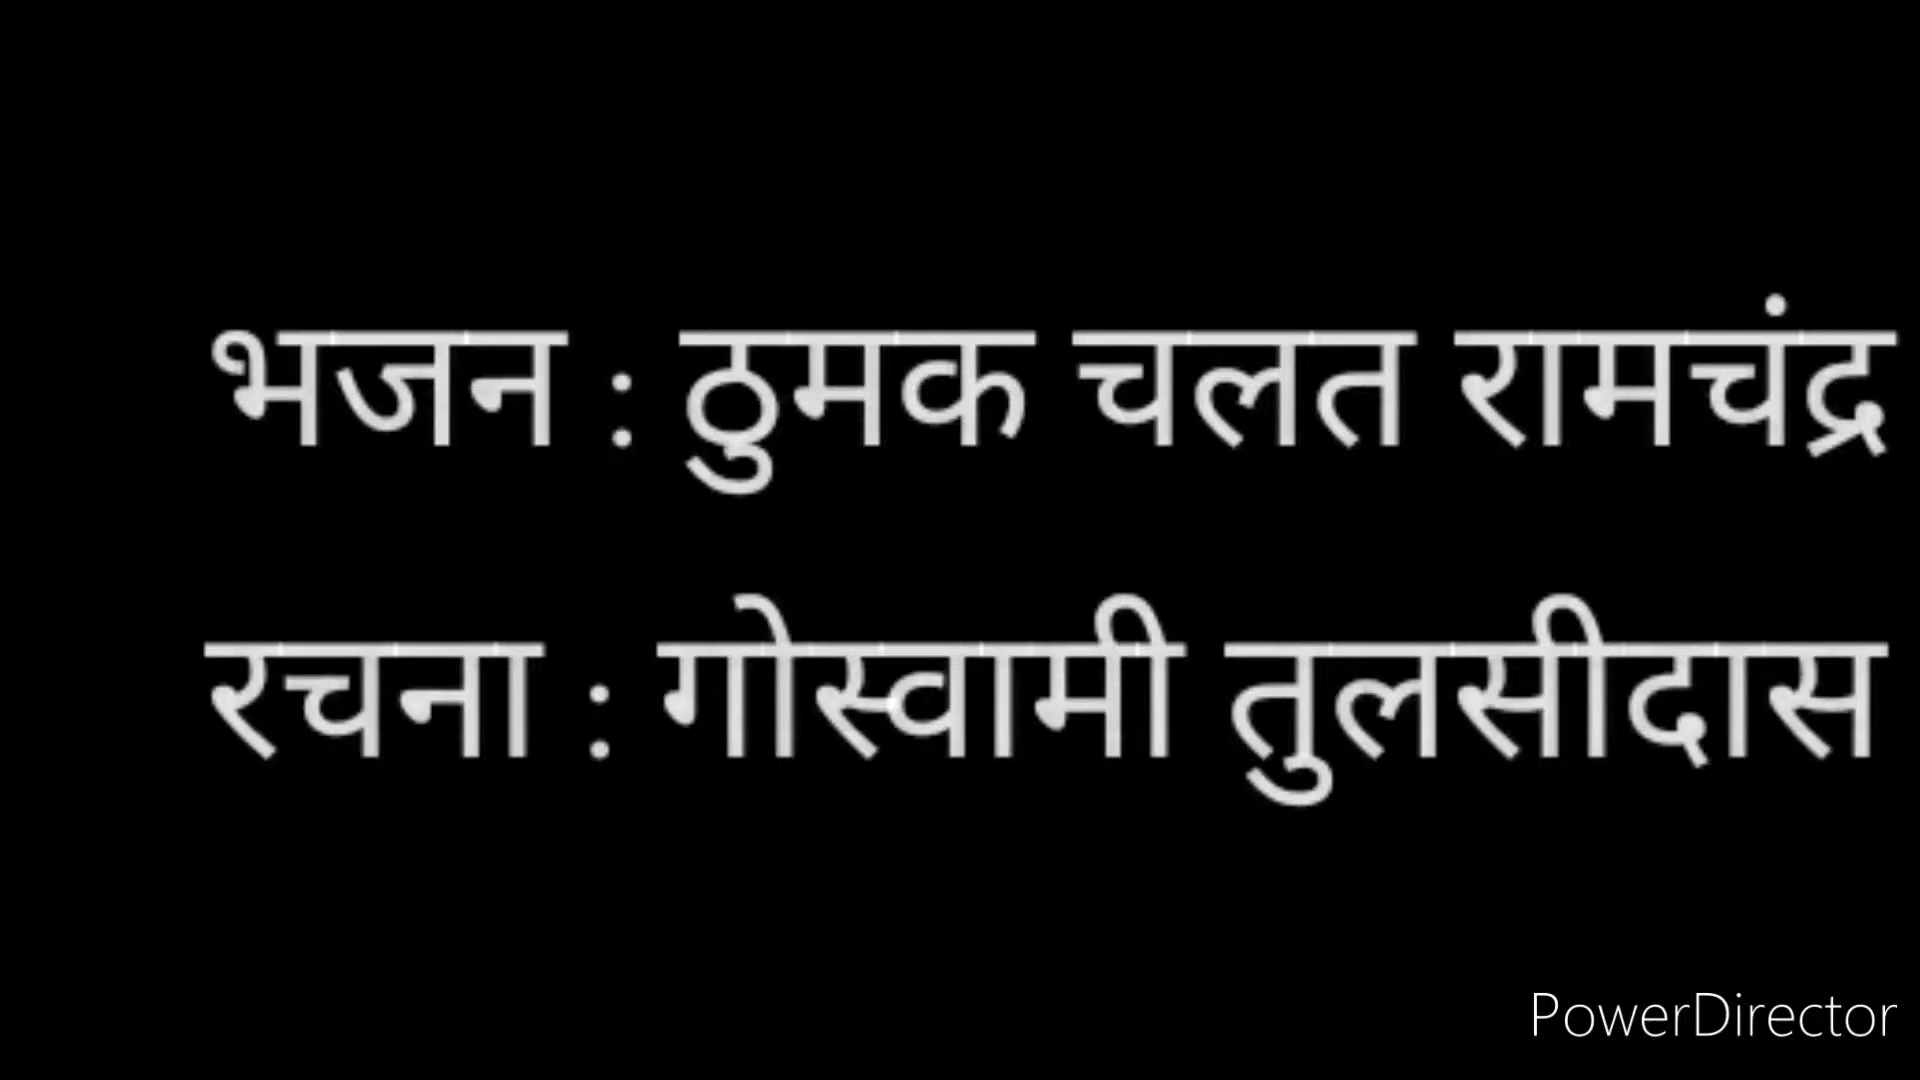 भजन : ठुमक चलत रामचंद्र
रचना : गोस्वामी तुलसीदास
PowerDirector